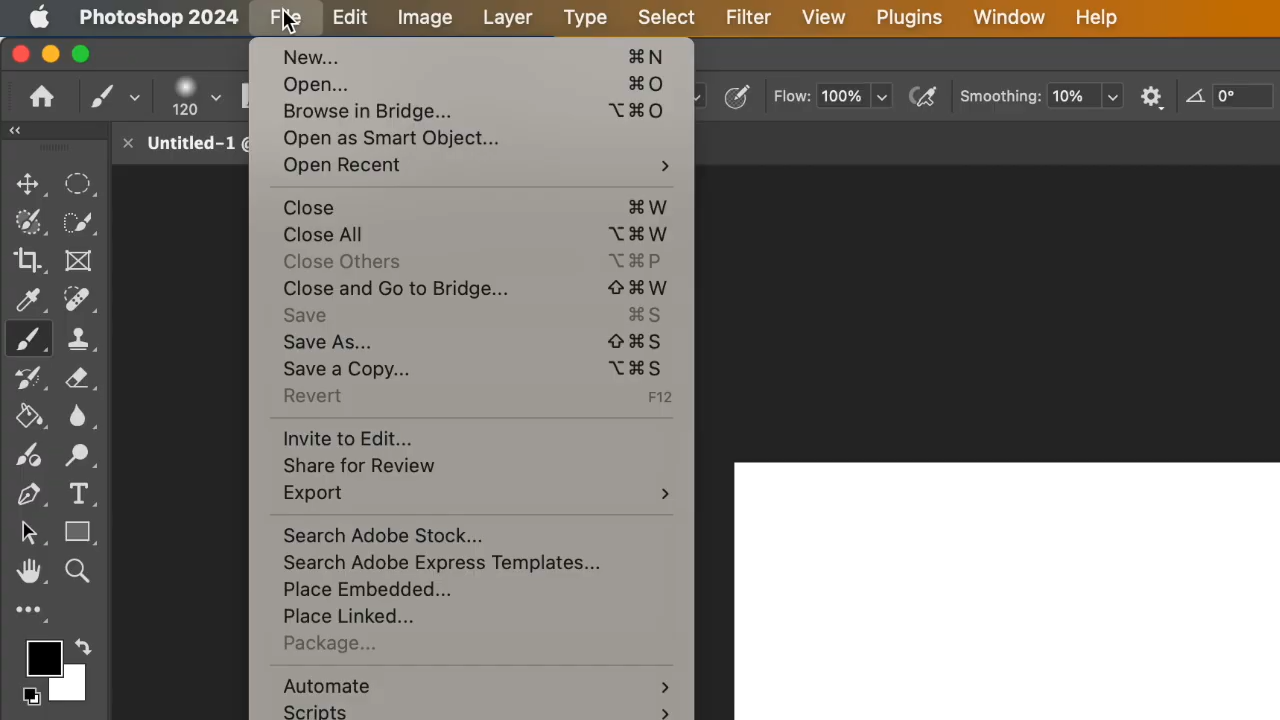 Photoshop 2024 File Edit Image Layer Type Select Filter View Plugins Window Help
120 Flow: 100% Smoothing: 10% 0°
Untitled-1 @
New... ⌘N
Open... ⌘O
Browse in Bridge... ⌥⌘O
Open as Smart Object...
Open Recent
Close ⌘W
Close All ⌥⌘W
Close Others ⌥⌘P
Close and Go to Bridge... ⇧⌘W
Save ⌘S
Save As... ⇧⌘S
Save a Copy... ⌥⌘S
Revert F12
Invite to Edit...
Share for Review
Export
Search Adobe Stock...
Search Adobe Express Templates...
Place Embedded...
Place Linked...
Package...
Automate
Scripts